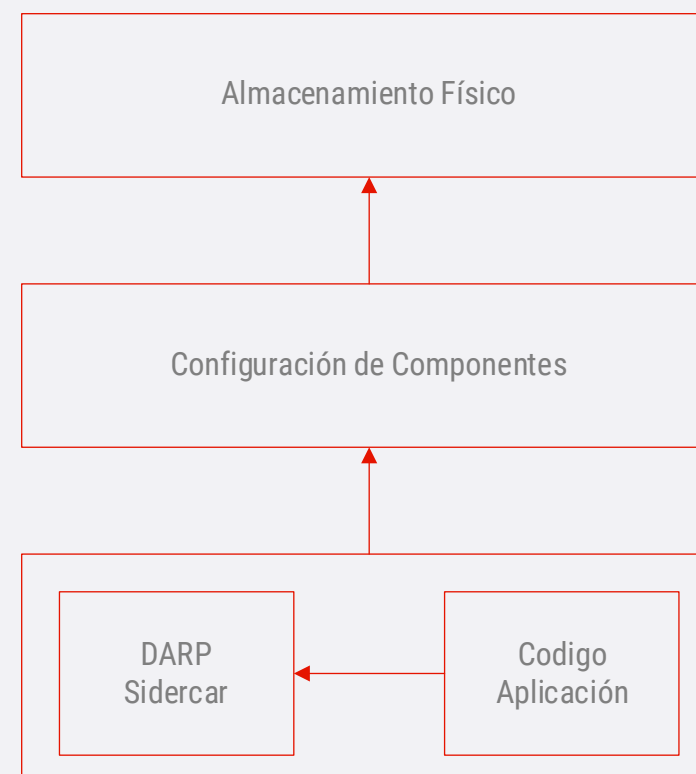 Almacenamiento Físico
Configuración de Componentes
DARP
Sidercar
Codigo
Aplicación